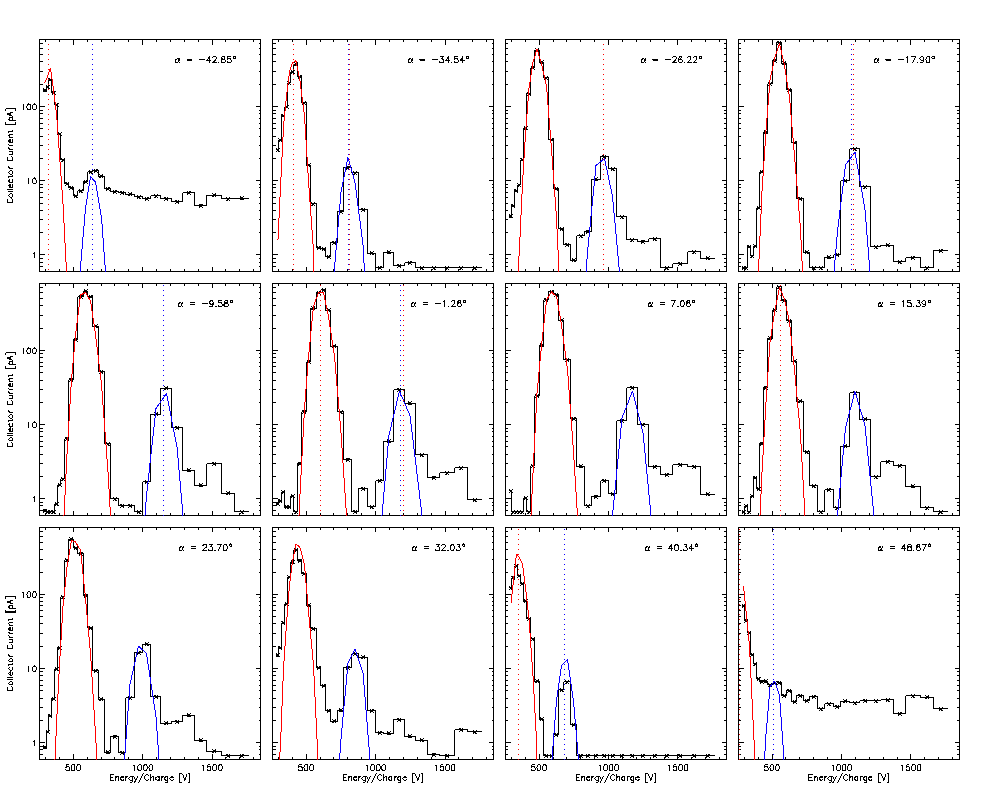 α = −42.85°
α = −34.54°
α = −26.22°
α = −17.90°
Collector Current [pA]
100
10
1
α = −9.58°
α = −1.26°
α = 7.06°
α = 15.39°
Collector Current [pA]
100
10
1
α = 23.70°
α = 32.03°
α = 40.34°
α = 48.67°
Collector Current [pA]
100
10
1
500 1000 1500
500 1000 1500
500 1000 1500
500 1000 1500
Energy/Charge [V]
Energy/Charge [V]
Energy/Charge [V]
Energy/Charge [V]